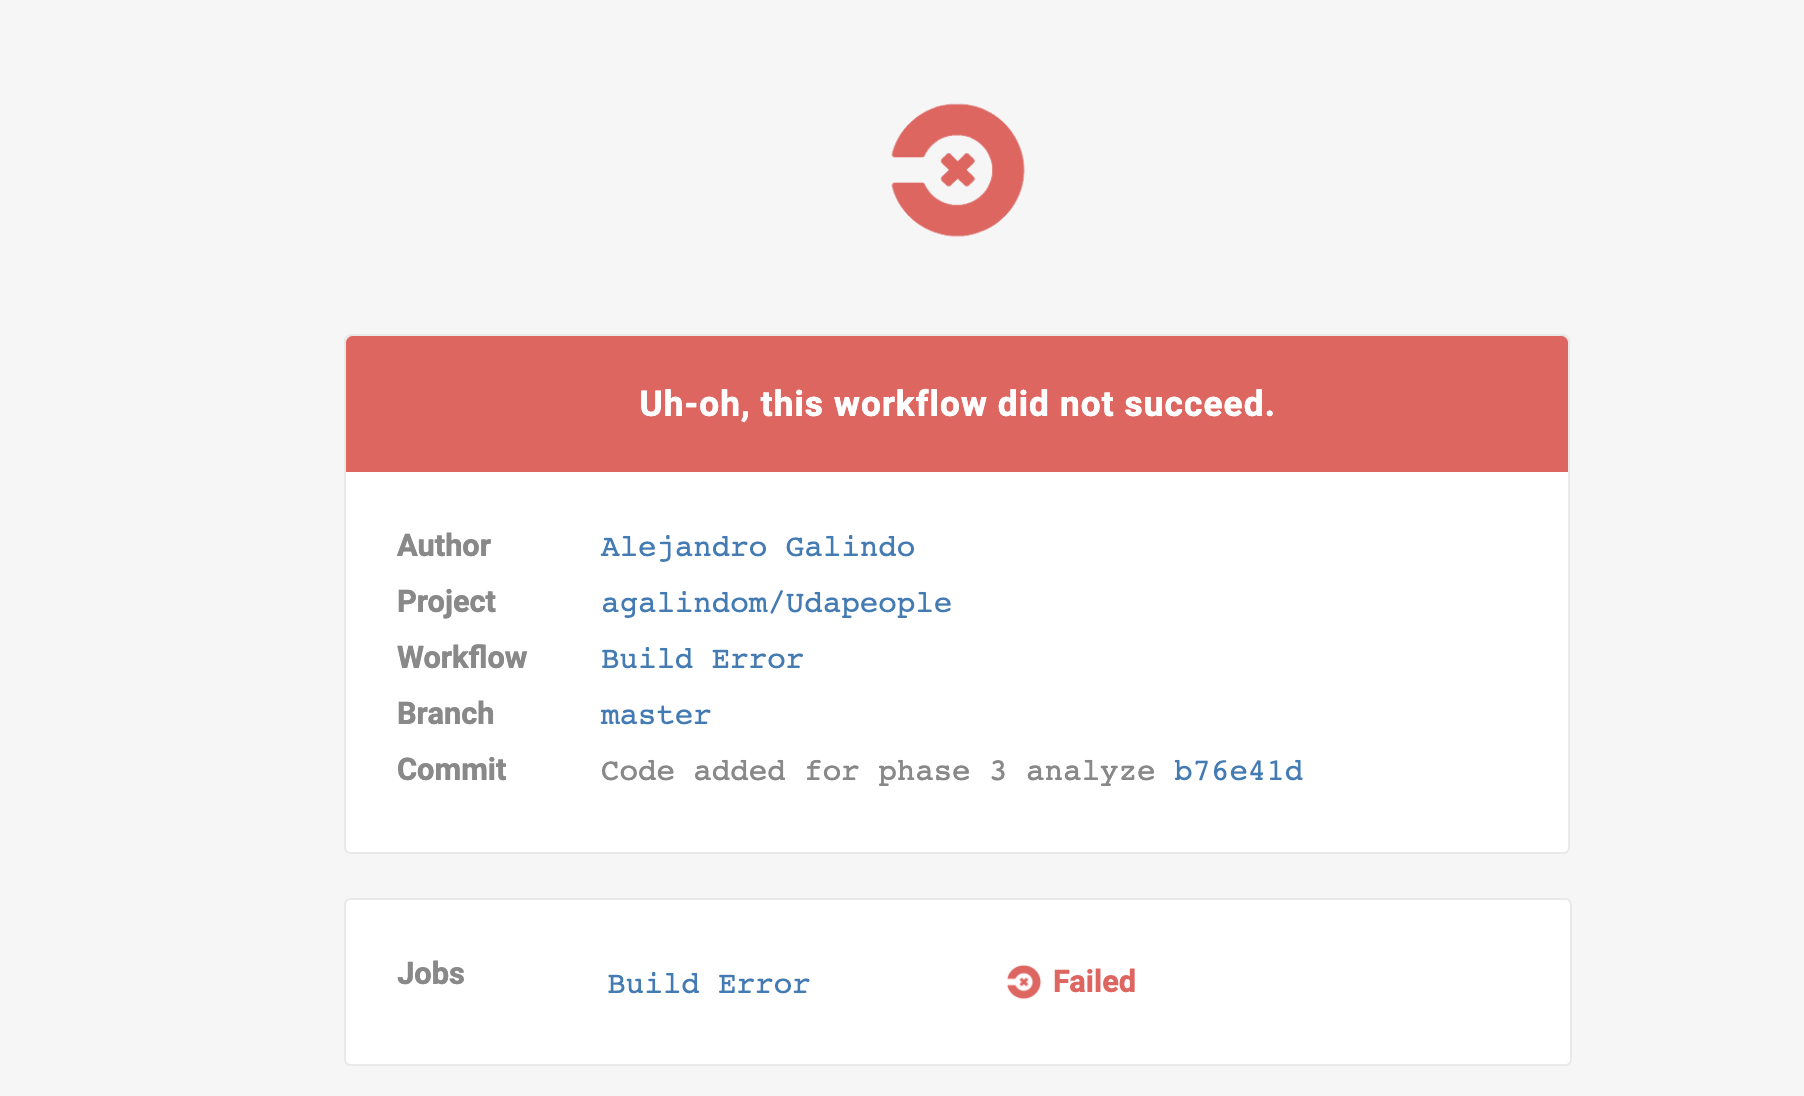 Uh-oh, this workflow did not succeed.
Author Alejandro Galindo
Project agalindom/Udapeople
Workflow Build Error
Branch master
Commit Code added for phase 3 analyze b76e41d
Jobs Build Error Failed